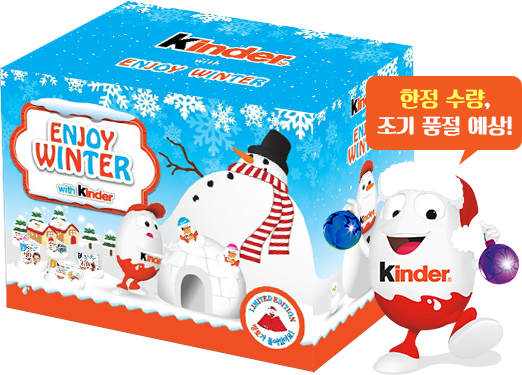 Kinder
with
ENJOY WINTER
한정 수량,
조기 품절 예상!
ENJOY
WINTER
with Kinder
Kinder
LIMITED EDITION